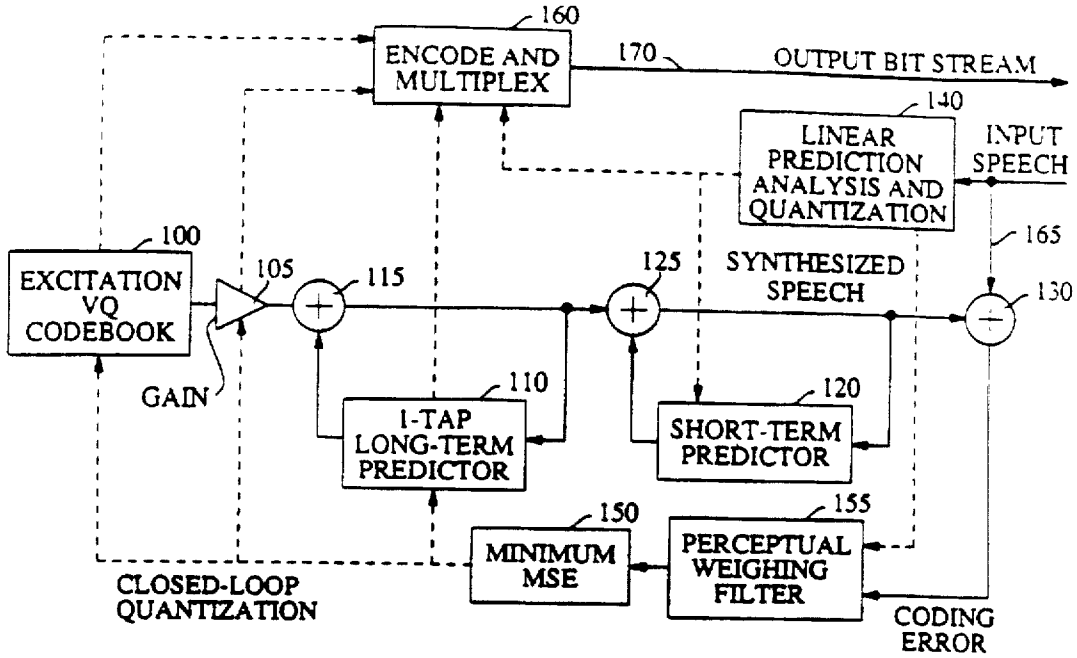 160
ENCODE AND
MULTIPLEX
170
OUTPUT BIT STREAM
140
LINEAR
PREDICTION
ANALYSIS AND
QUANTIZATION
INPUT
SPEECH
165
100
EXCITATION
VQ
CODEBOOK
105
GAIN
+
115
+
125
SYNTHESIZED
SPEECH
−
130
110
1-TAP
LONG-TERM
PREDICTOR
120
SHORT-TERM
PREDICTOR
150
MINIMUM
MSE
155
PERCEPTUAL
WEIGHING
FILTER
CLOSED-LOOP
QUANTIZATION
CODING
ERROR